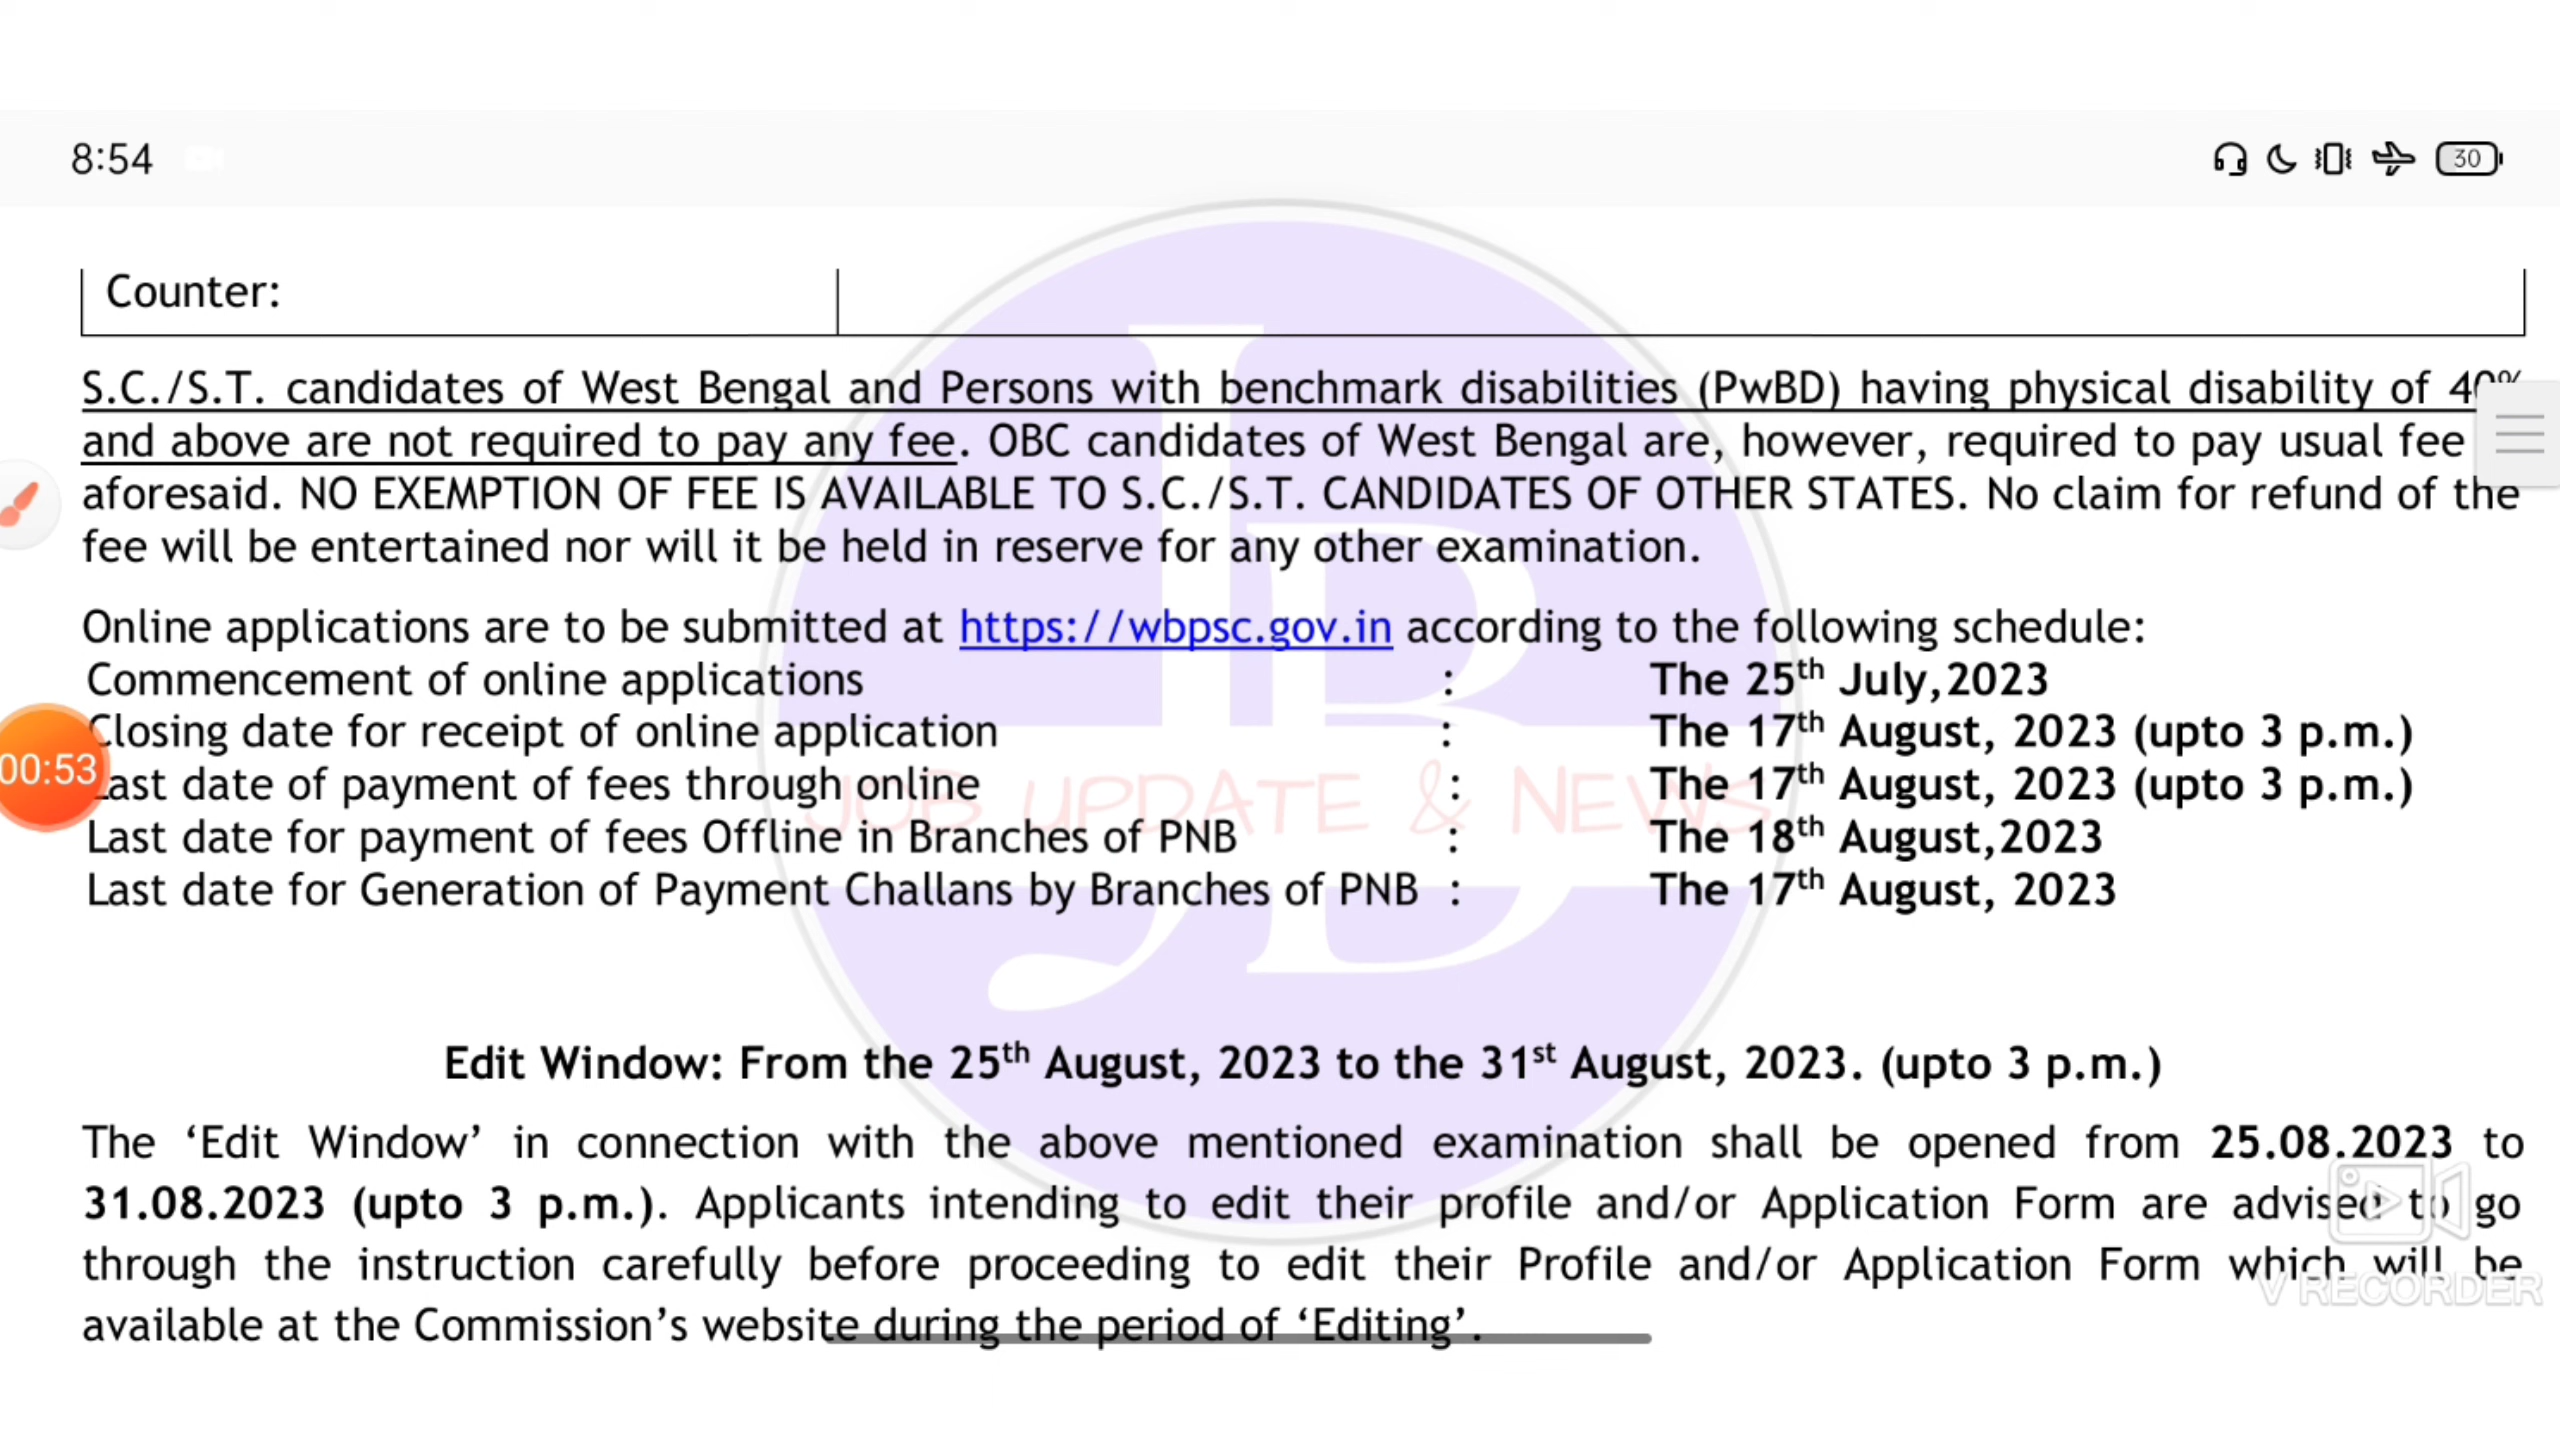 8:54
30
Counter:
S.C./S.T. candidates of West Bengal and Persons with benchmark disabilities (PwBD) having physical disability of 40%
and above are not required to pay any fee. OBC candidates of West Bengal are, however, required to pay usual fee
aforesaid. NO EXEMPTION OF FEE IS AVAILABLE TO S.C./S.T. CANDIDATES OF OTHER STATES. No claim for refund of the
fee will be entertained nor will it be held in reserve for any other examination.
Online applications are to be submitted at https://wbpsc.gov.in according to the following schedule:
Commencement of online applications : The 25th July,2023
Closing date for receipt of online application : The 17th August, 2023 (upto 3 p.m.)
00:53
Last date of payment of fees through online : The 17th August, 2023 (upto 3 p.m.)
JOB UPDATE & NEWS
Last date for payment of fees Offline in Branches of PNB : The 18th August,2023
Last date for Generation of Payment Challans by Branches of PNB : The 17th August, 2023
Edit Window: From the 25th August, 2023 to the 31st August, 2023. (upto 3 p.m.)
The ‘Edit Window’ in connection with the above mentioned examination shall be opened from 25.08.2023 to
31.08.2023 (upto 3 p.m.). Applicants intending to edit their profile and/or Application Form are advised to go
through the instruction carefully before proceeding to edit their Profile and/or Application Form which will be
V RECORDER
available at the Commission’s website during the period of ‘Editing’.